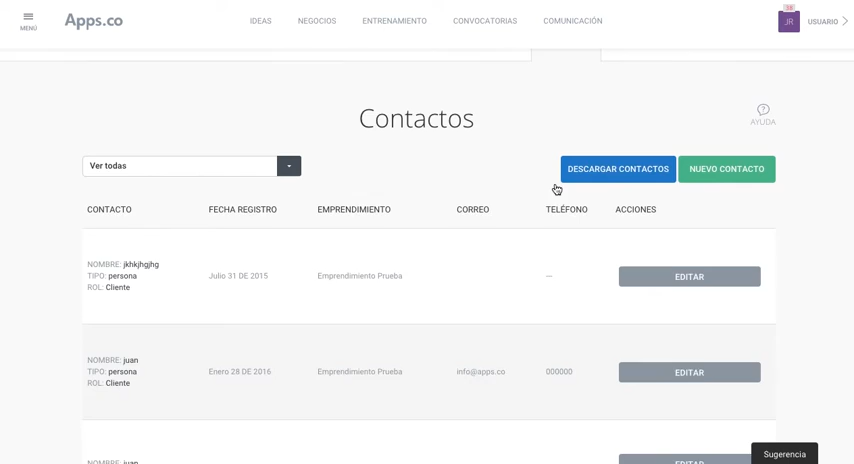 MENÚ
Apps.co
IDEAS
NEGOCIOS
ENTRENAMIENTO
CONVOCATORIAS
COMUNICACIÓN
JR
USUARIO
Contactos
AYUDA
Ver todas
DESCARGAR CONTACTOS
NUEVO CONTACTO
CONTACTO FECHA REGISTRO EMPRENDIMIENTO CORREO TELÉFONO ACCIONES
NOMBRE: jkhkjhgjhg
TIPO: persona
ROL: Cliente
Julio 31 DE 2015
Emprendimiento Prueba
---
EDITAR
NOMBRE: juan
TIPO: persona
ROL: Cliente
Enero 28 DE 2016
Emprendimiento Prueba
info@apps.co
000000
EDITAR
NOMBRE: juan
EDITAR
Sugerencia